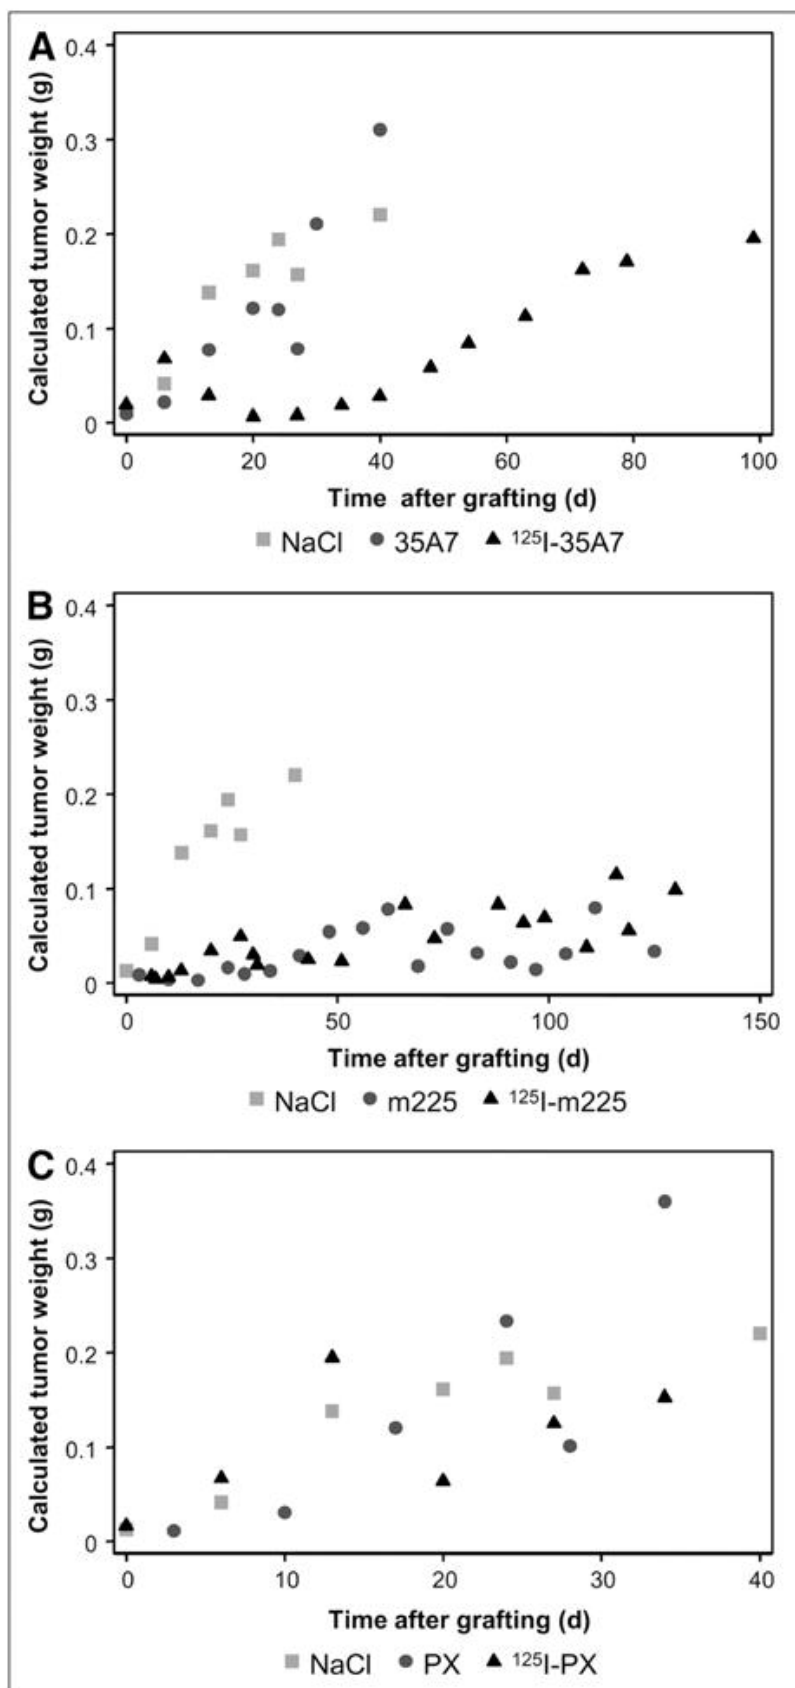 A
Calculated tumor weight (g)
0.4
0.3
0.2
0.1
0
0 20 40 60 80 100
Time after grafting (d)
NaCl 35A7 ¹²⁵I-35A7
B
Calculated tumor weight (g)
0.4
0.3
0.2
0.1
0
0 50 100 150
Time after grafting (d)
NaCl m225 ¹²⁵I-m225
C
Calculated tumor weight (g)
0.4
0.3
0.2
0.1
0
0 10 20 30 40
Time after grafting (d)
NaCl PX ¹²⁵I-PX